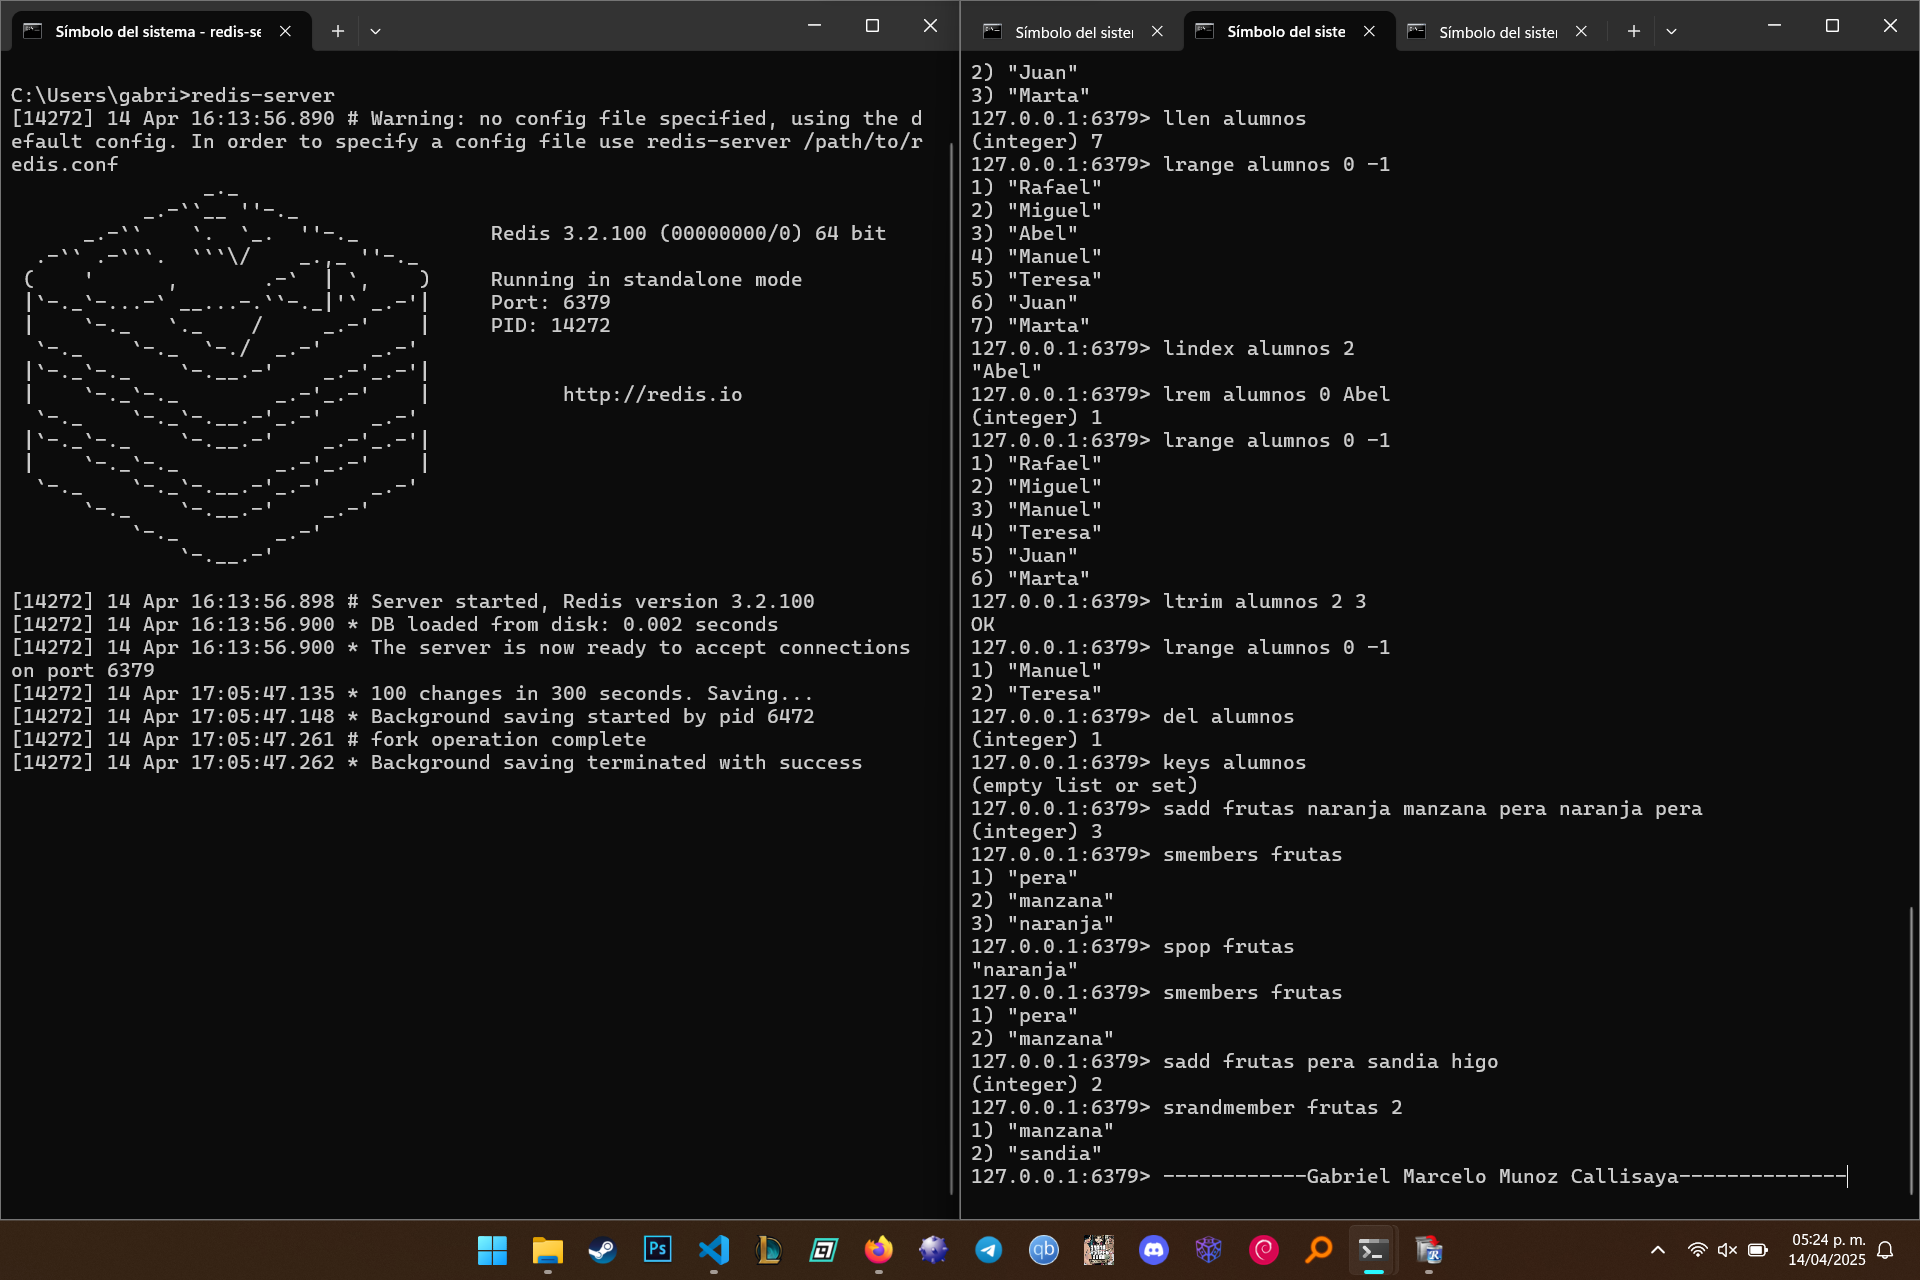 Símbolo del sistema - redis-se
C:\Users\gabri>redis-server
[14272] 14 Apr 16:13:56.890 # Warning: no config file specified, using the d
efault config. In order to specify a config file use redis-server /path/to/r
edis.conf
Redis 3.2.100 (00000000/0) 64 bit
Running in standalone mode
Port: 6379
PID: 14272
http://redis.io
[14272] 14 Apr 16:13:56.898 # Server started, Redis version 3.2.100
[14272] 14 Apr 16:13:56.900 * DB loaded from disk: 0.002 seconds
[14272] 14 Apr 16:13:56.900 * The server is now ready to accept connections
on port 6379
[14272] 14 Apr 17:05:47.135 * 100 changes in 300 seconds. Saving...
[14272] 14 Apr 17:05:47.148 * Background saving started by pid 6472
[14272] 14 Apr 17:05:47.261 # fork operation complete
[14272] 14 Apr 17:05:47.262 * Background saving terminated with success
Símbolo del sister Símbolo del siste Símbolo del sister
2) "Juan"
3) "Marta"
127.0.0.1:6379> llen alumnos
(integer) 7
127.0.0.1:6379> lrange alumnos 0 -1
1) "Rafael"
2) "Miguel"
3) "Abel"
4) "Manuel"
5) "Teresa"
6) "Juan"
7) "Marta"
127.0.0.1:6379> lindex alumnos 2
"Abel"
127.0.0.1:6379> lrem alumnos 0 Abel
(integer) 1
127.0.0.1:6379> lrange alumnos 0 -1
1) "Rafael"
2) "Miguel"
3) "Manuel"
4) "Teresa"
5) "Juan"
6) "Marta"
127.0.0.1:6379> ltrim alumnos 2 3
OK
127.0.0.1:6379> lrange alumnos 0 -1
1) "Manuel"
2) "Teresa"
127.0.0.1:6379> del alumnos
(integer) 1
127.0.0.1:6379> keys alumnos
(empty list or set)
127.0.0.1:6379> sadd frutas naranja manzana pera naranja pera
(integer) 3
127.0.0.1:6379> smembers frutas
1) "pera"
2) "manzana"
3) "naranja"
127.0.0.1:6379> spop frutas
"naranja"
127.0.0.1:6379> smembers frutas
1) "pera"
2) "manzana"
127.0.0.1:6379> sadd frutas pera sandia higo
(integer) 2
127.0.0.1:6379> srandmember frutas 2
1) "manzana"
2) "sandia"
127.0.0.1:6379> ------------Gabriel Marcelo Munoz Callisaya--------------
Ps
qb
05:24 p. m.
14/04/2025